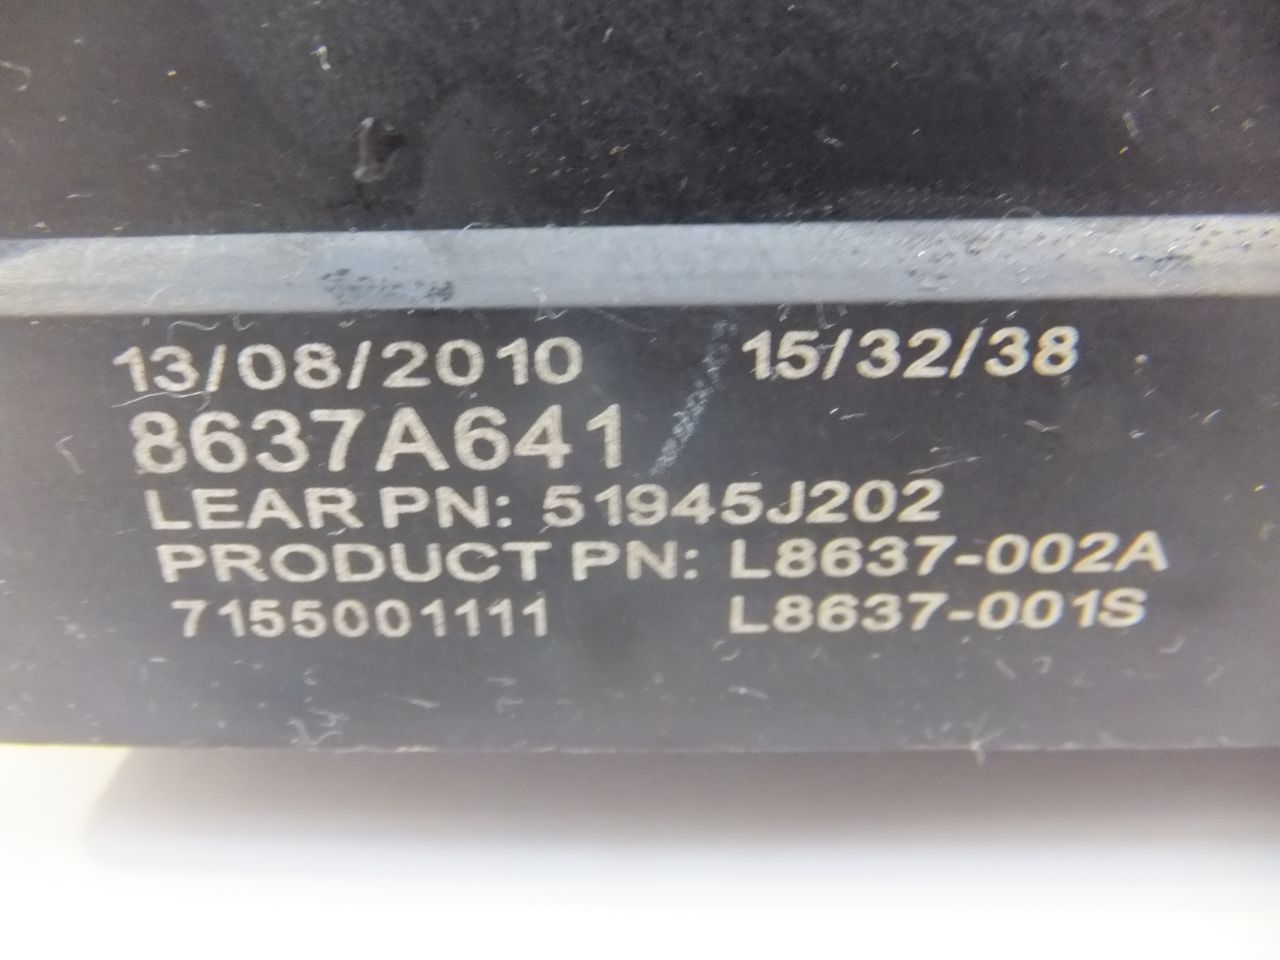 13/08/2010 15/32/38
8637A641
LEAR PN: 51945J202
PRODUCT PN: L8637-002A
7155001111 L8637-001S